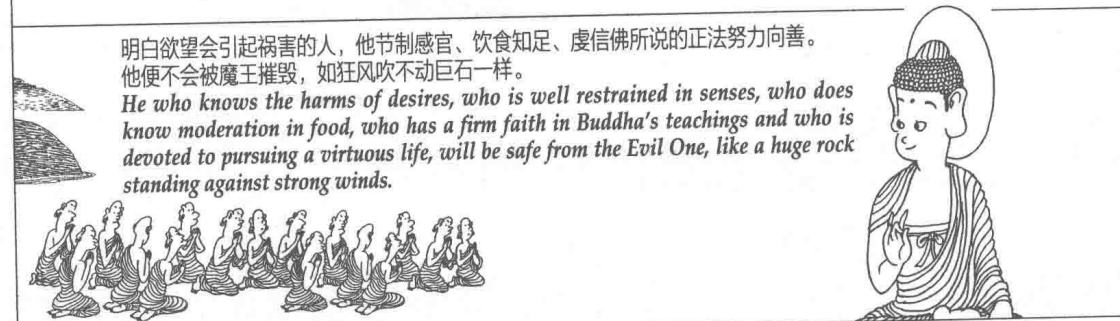 明白欲望会引起祸害的人，他节制感官、饮食知足、虔信佛所说的正法努力向善。
他便不会被魔王摧毁，如狂风吹不动巨石一样。
He who knows the harms of desires, who is well restrained in senses, who does
know moderation in food, who has a firm faith in Buddha's teachings and who is
devoted to pursuing a virtuous life, will be safe from the Evil One, like a huge rock
standing against strong winds.